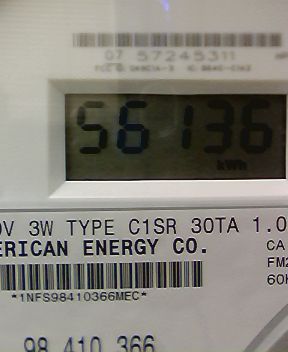 07 57245311
56136
kWh
0V 3W TYPE C1SR 30TA 1.0
ERICAN ENERGY CO.
CA
FM2
60H
*1NFS98410366MEC*
98 410 366